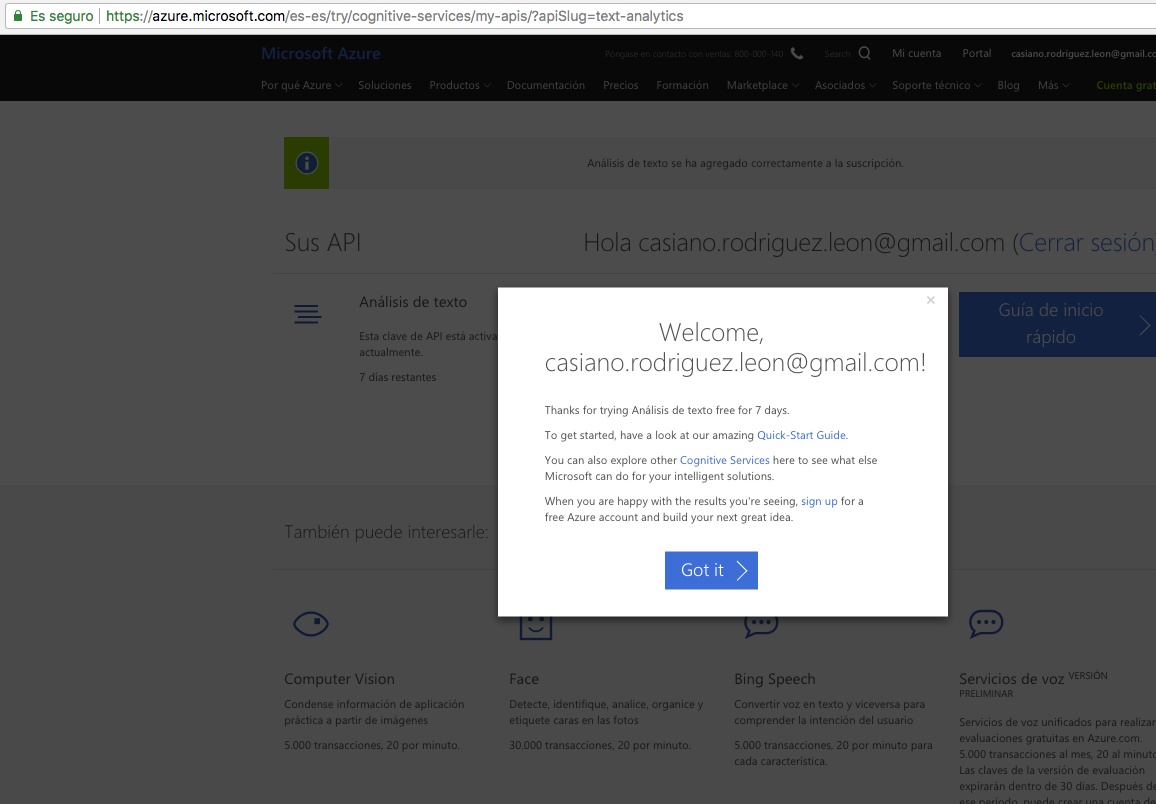 Es seguro https://azure.microsoft.com/es-es/try/cognitive-services/my-apis/?apiSlug=text-analytics
Microsoft Azure
Póngase en contacto con ventas: 800-000-140
Search
Mi cuenta
Portal
casiano.rodriguez.leon@gmail.co
Por qué Azure
Soluciones
Productos
Documentación
Precios
Formación
Marketplace
Asociados
Soporte técnico
Blog
Más
Cuenta grat
Análisis de texto se ha agregado correctamente a la suscripción.
Sus API
Hola casiano.rodriguez.leon@gmail.com (Cerrar sesión)
Análisis de texto
Esta clave de API está activa
actualmente.
7 días restantes
Guía de inicio
rápido
Welcome,
casiano.rodriguez.leon@gmail.com!
Thanks for trying Análisis de texto free for 7 days.
To get started, have a look at our amazing Quick-Start Guide.
You can also explore other Cognitive Services here to see what else
Microsoft can do for your intelligent solutions.
When you are happy with the results you're seeing, sign up for a
free Azure account and build your next great idea.
Got it
También puede interesarle:
Computer Vision
Condense información de aplicación
práctica a partir de imágenes
5.000 transacciones, 20 por minuto.
Face
Detecte, identifique, analice, organice y
etiquete caras en las fotos
30.000 transacciones, 20 por minuto.
Bing Speech
Convertir voz en texto y viceversa para
comprender la intención del usuario
5.000 transacciones, 20 por minuto para
cada característica.
Servicios de voz VERSIÓN
PRELIMINAR
Servicios de voz unificados para realizar
evaluaciones gratuitas en Azure.com.
5.000 transacciones al mes, 20 al minuto
Las claves de la versión de evaluación
expirarán dentro de 30 días. Después de
ese período, puede crear una cuenta de